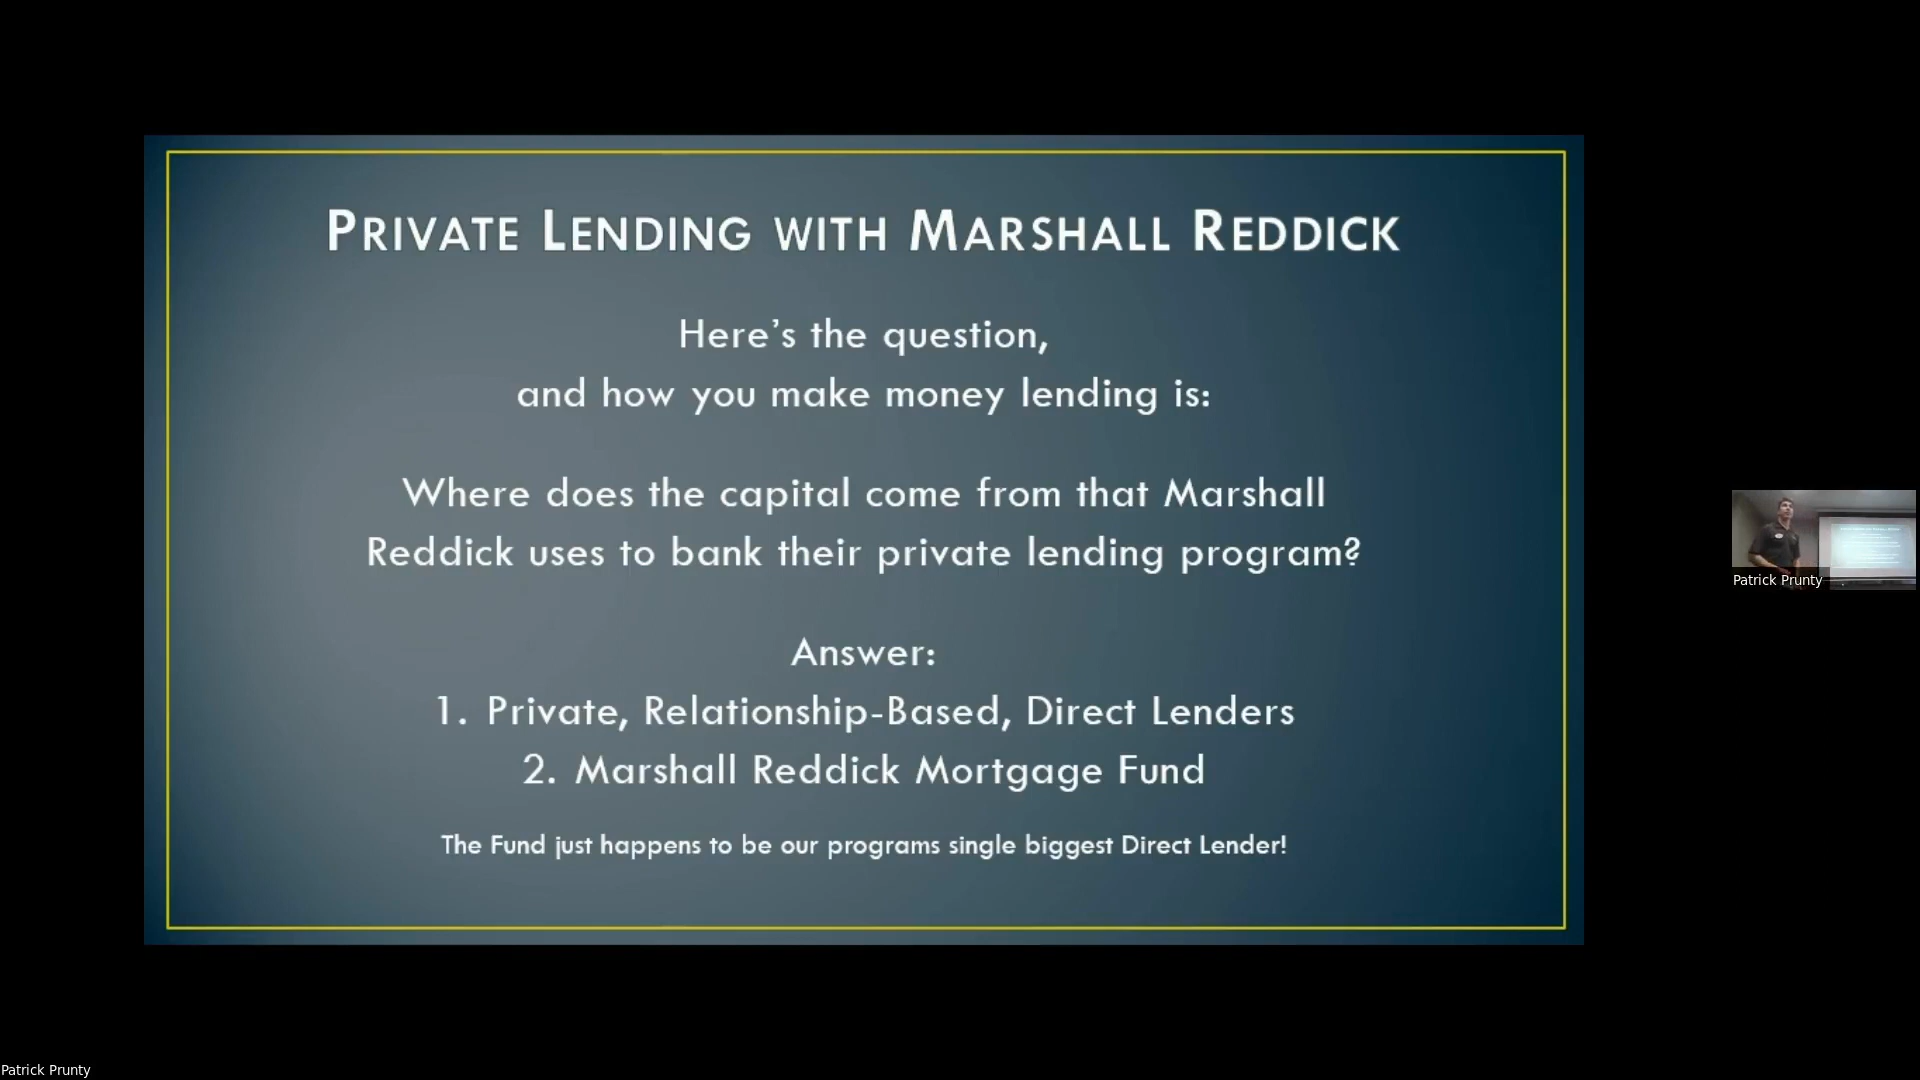 PRIVATE LENDING WITH MARSHALL REDDICK
Here’s the question,
and how you make money lending is:
Where does the capital come from that Marshall
Reddick uses to bank their private lending program?
Answer:
1. Private, Relationship-Based, Direct Lenders
2. Marshall Reddick Mortgage Fund
The Fund just happens to be our programs single biggest Direct Lender!
Patrick Prunty
Patrick Prunty